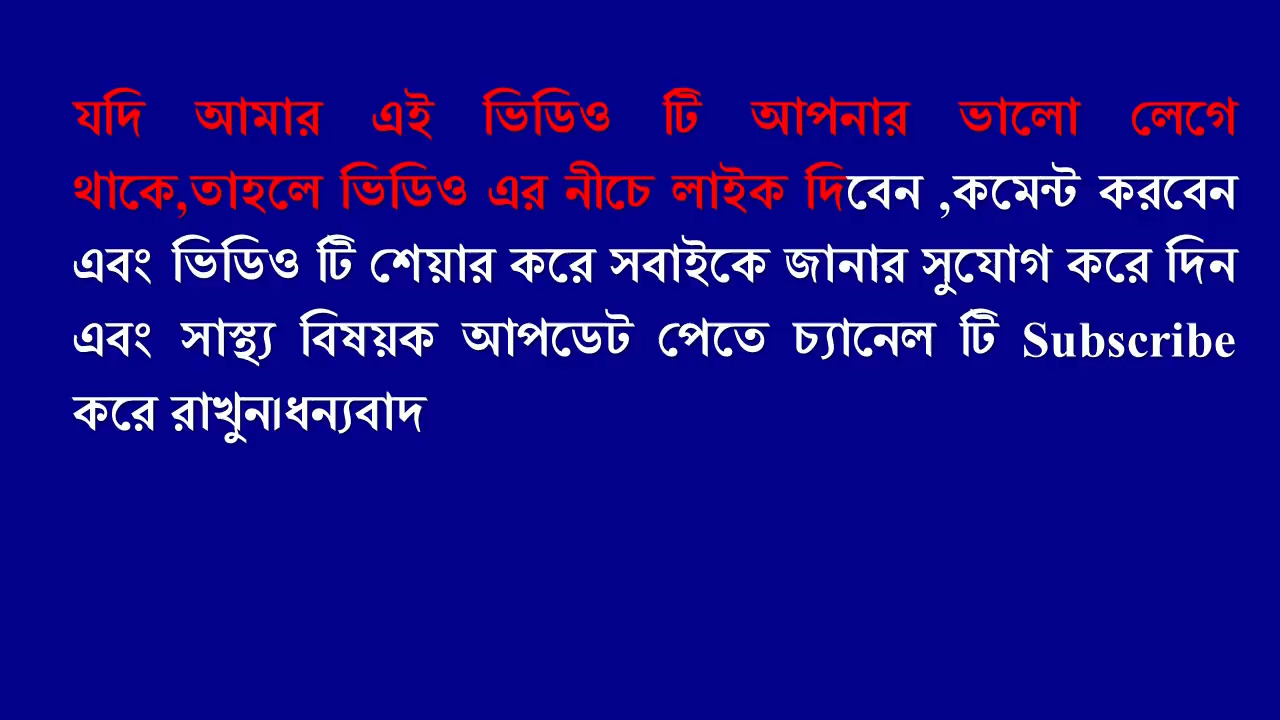 যদি আমার এই ভিডিও টি আপনার ভালো লেগে
থাকে,তাহলে ভিডিও এর নীচে লাইক দিবেন ,কমেন্ট করবেন
এবং ভিডিও টি শেয়ার করে সবাইকে জানার সুযোগ করে দিন
এবং সাস্থ্য বিষয়ক আপডেট পেতে চ্যানেল টি Subscribe
করে রাখুন।ধন্যবাদ